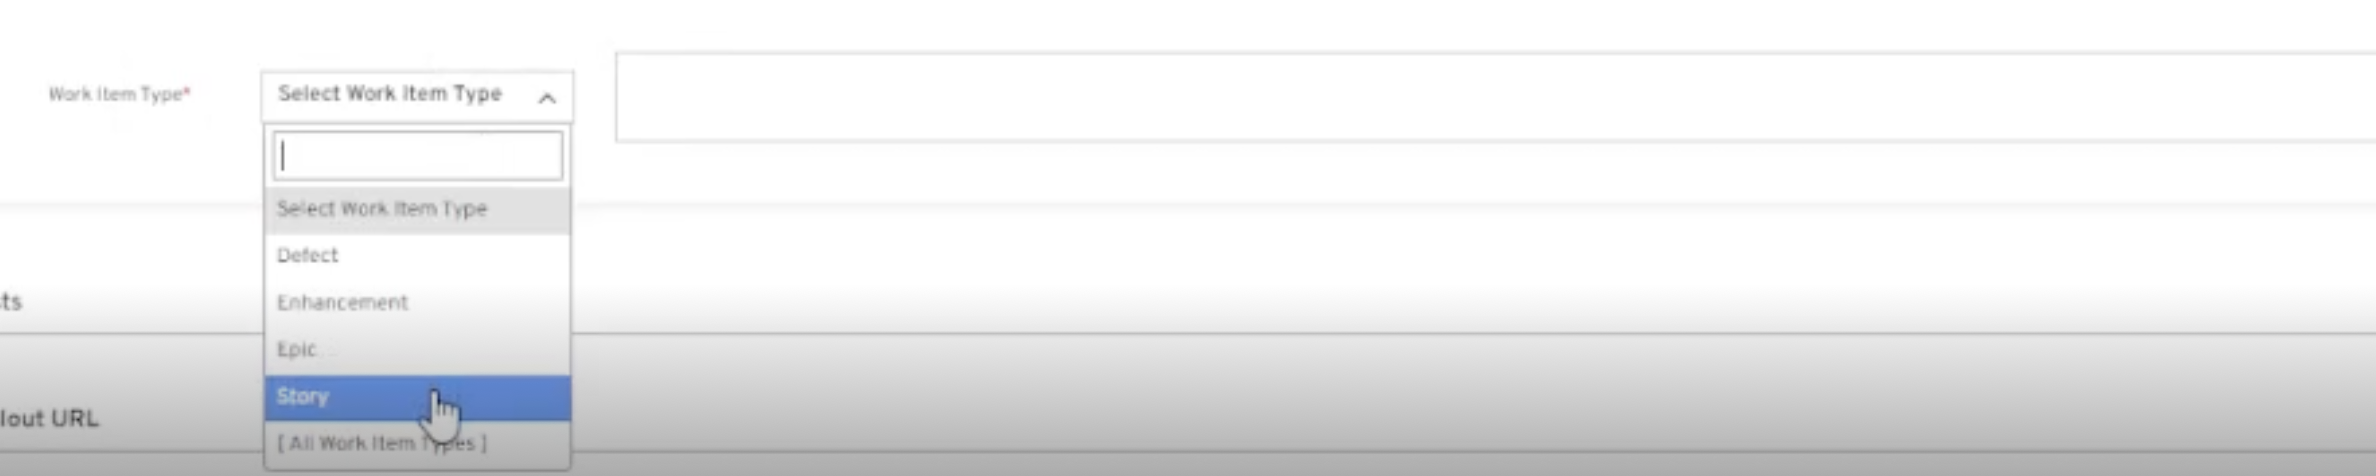 Work Item Type*
Select Work Item Type
Select Work Item Type
Defect
Enhancement
ts
Epic
Story
lout URL
[ All Work Item Types ]